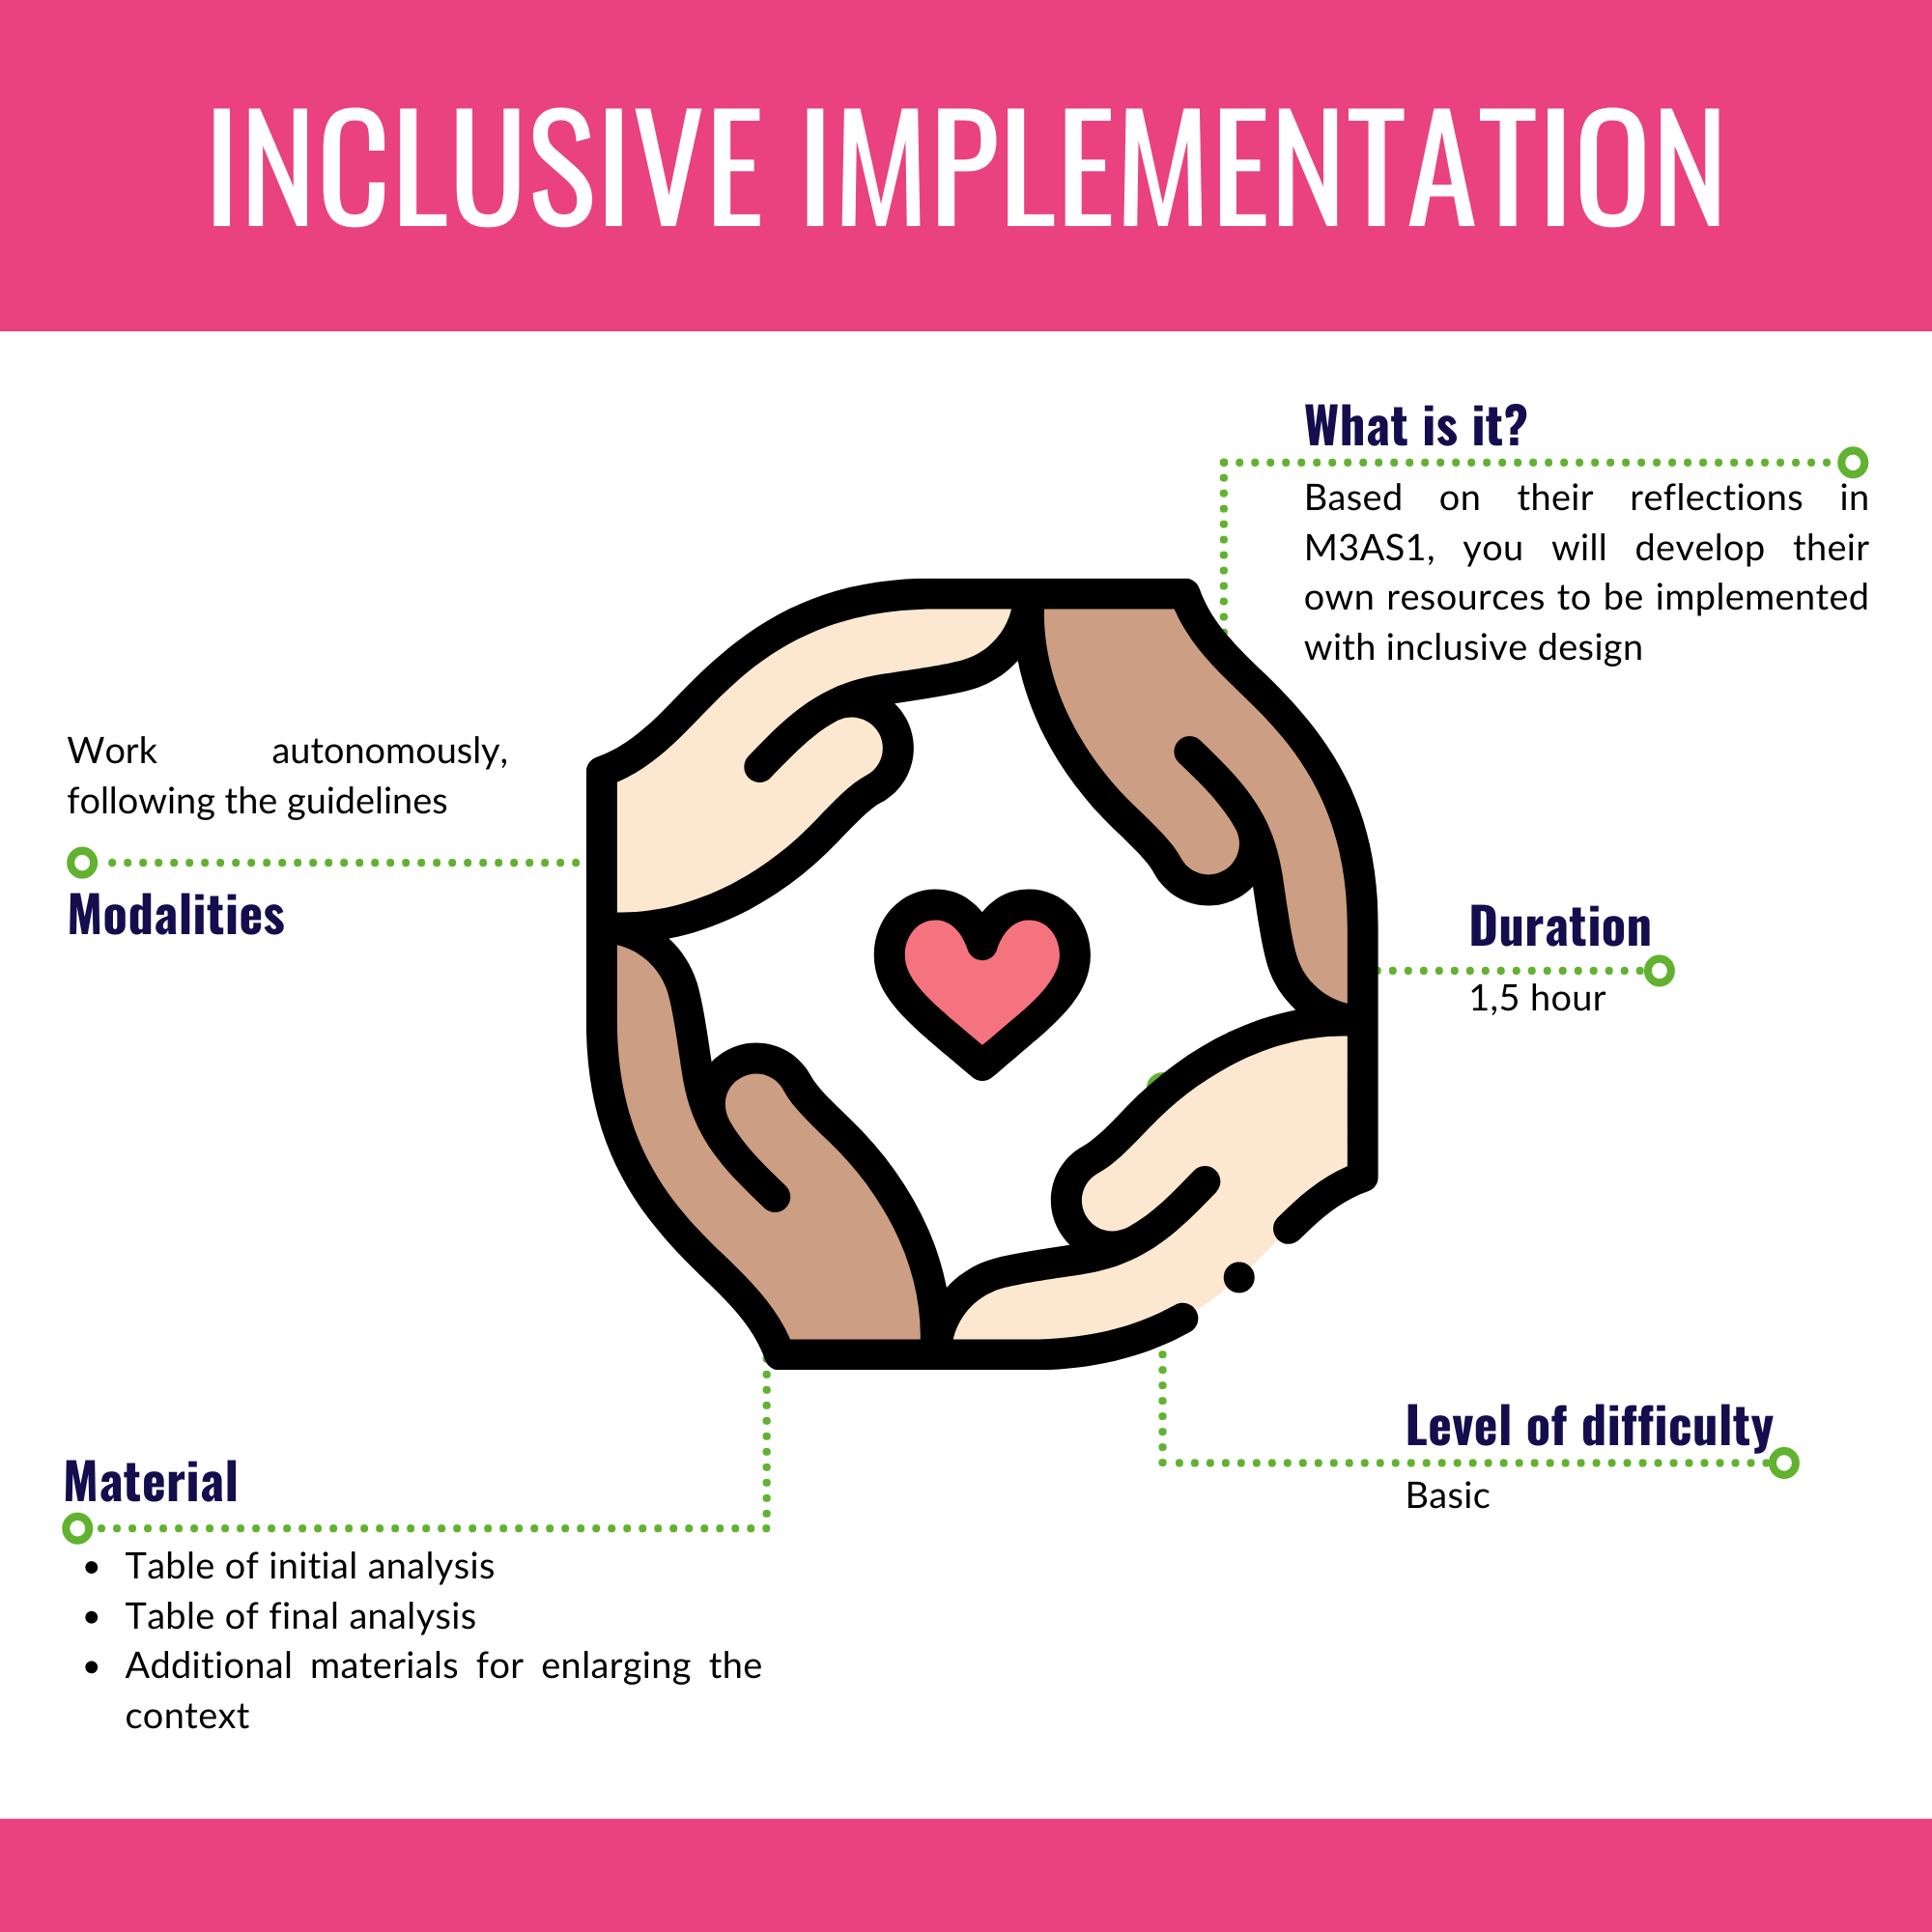 INCLUSIVE IMPLEMENTATION
What is it?
Based on their reflections in
M3AS1, you will develop their
own resources to be implemented
with inclusive design
Work autonomously,
following the guidelines
Modalities
Duration
1,5 hour
Level of difficulty
Basic
Material
• Table of initial analysis
• Table of final analysis
• Additional materials for enlarging the
context